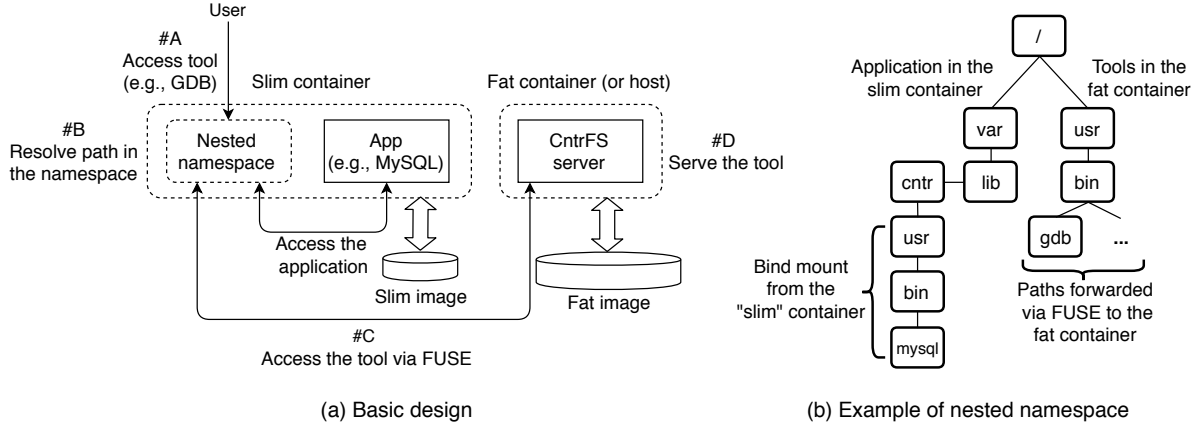 User
#A
Access tool
(e.g., GDB)
Slim container
Fat container (or host)
#B
Resolve path in
the namespace
Nested
namespace
App
(e.g., MySQL)
CntrFS
server
#D
Serve the tool
Access the
application
Slim image
Fat image
#C
Access the tool via FUSE
(a) Basic design
/
Application in the
slim container
Tools in the
fat container
var
usr
cntr
lib
bin
usr
gdb
...
bin
mysql
Bind mount
from the
"slim" container
Paths forwarded
via FUSE to the
fat container
(b) Example of nested namespace